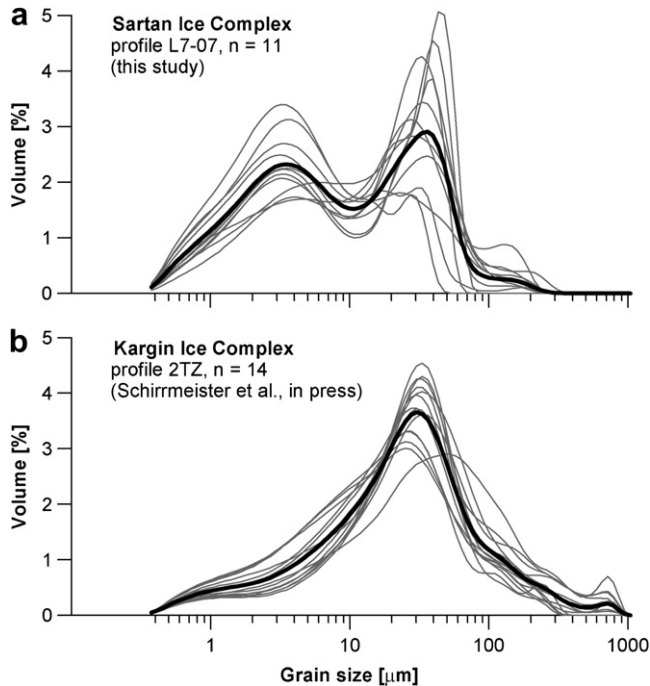 a
Sartan Ice Complex
profile L7-07, n = 11
(this study)
Volume [%]
5
4
3
2
1
0
b
Kargin Ice Complex
profile 2TZ, n = 14
(Schirrmeister et al., in press)
Volume [%]
5
4
3
2
1
0
1
10
100
1000
Grain size [μm]